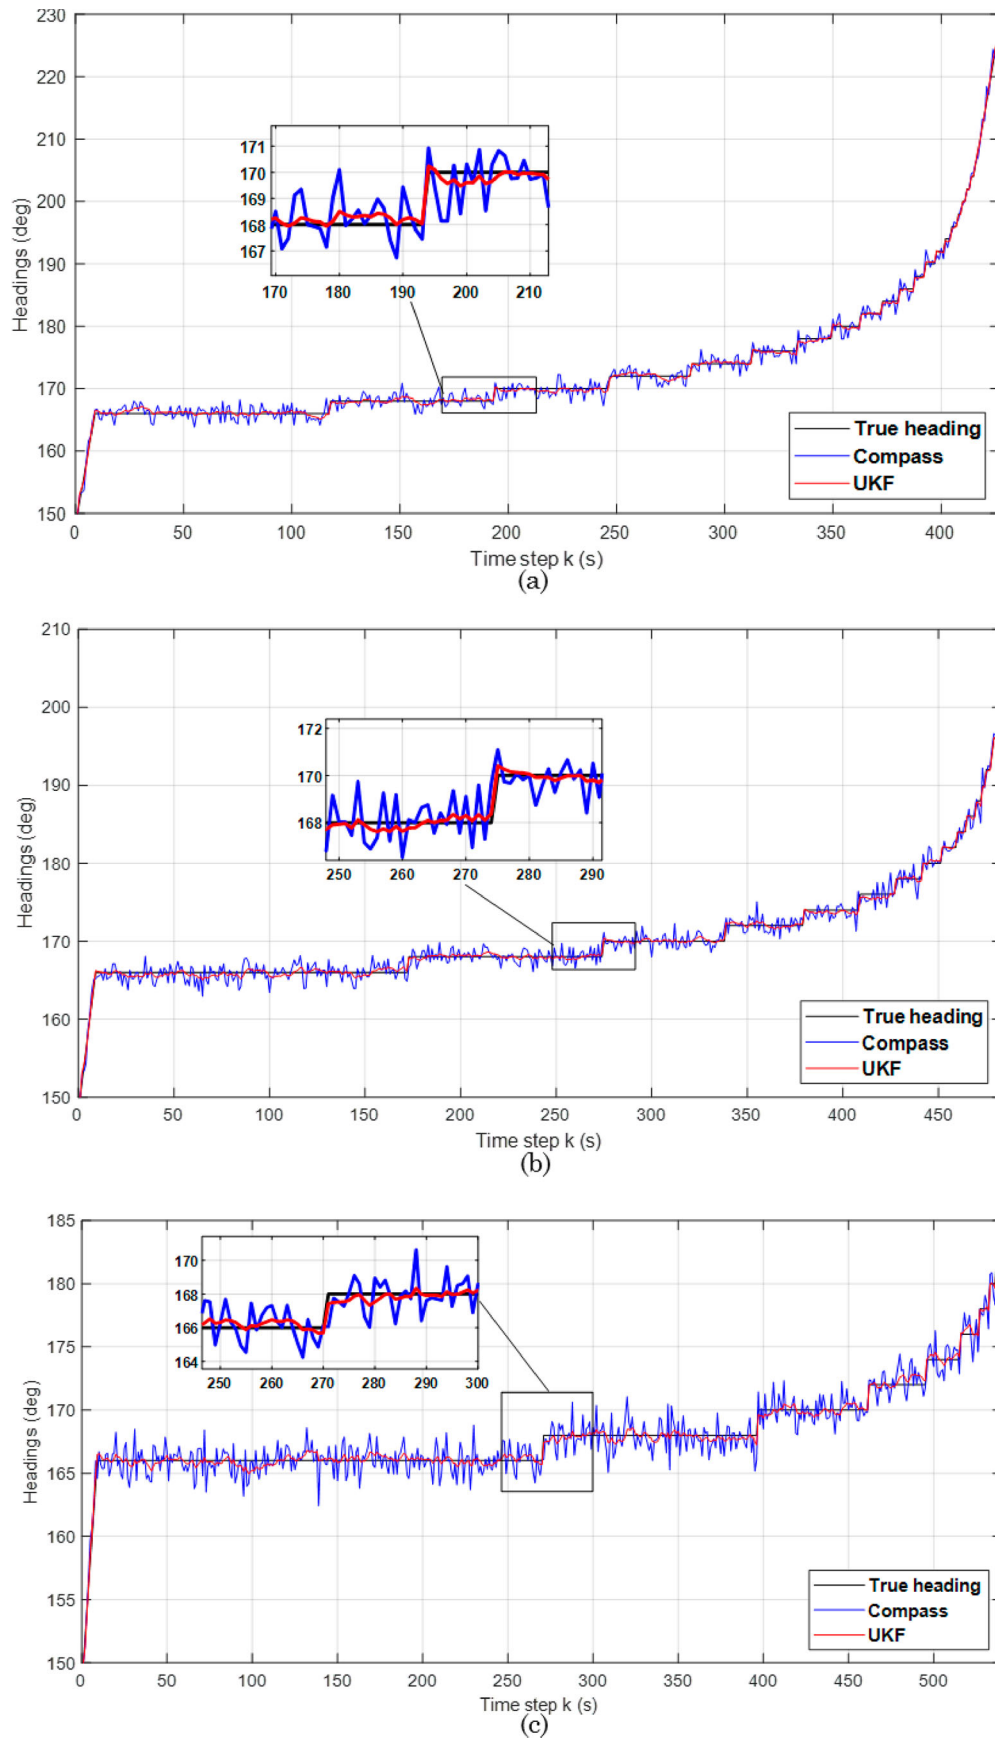 230
220
210
200
190
180
170
160
150
Headings (deg)
171
170
169
168
167
170 180 190 200 210
True heading
Compass
UKF
0 50 100 150 200 250 300 350 400
Time step k (s)
(a)
210
200
190
180
170
160
150
Headings (deg)
172
170
168
250 260 270 280 290
True heading
Compass
UKF
0 50 100 150 200 250 300 350 400 450
Time step k (s)
(b)
185
180
175
170
165
160
155
150
Headings (deg)
170
168
166
164
250 260 270 280 290 300
True heading
Compass
UKF
0 50 100 150 200 250 300 350 400 450 500
Time step k (s)
(c)